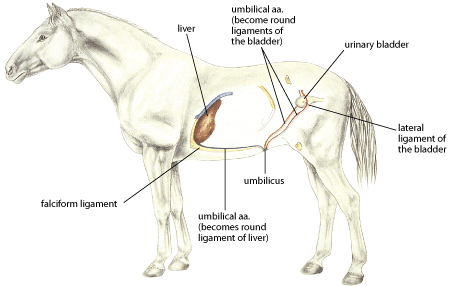 umbilical aa.
(become round
ligaments of
the bladder)
liver
urinary bladder
lateral
ligament of
the bladder
umbilicus
falciform ligament
umbilical aa.
(becomes round
ligament of liver)